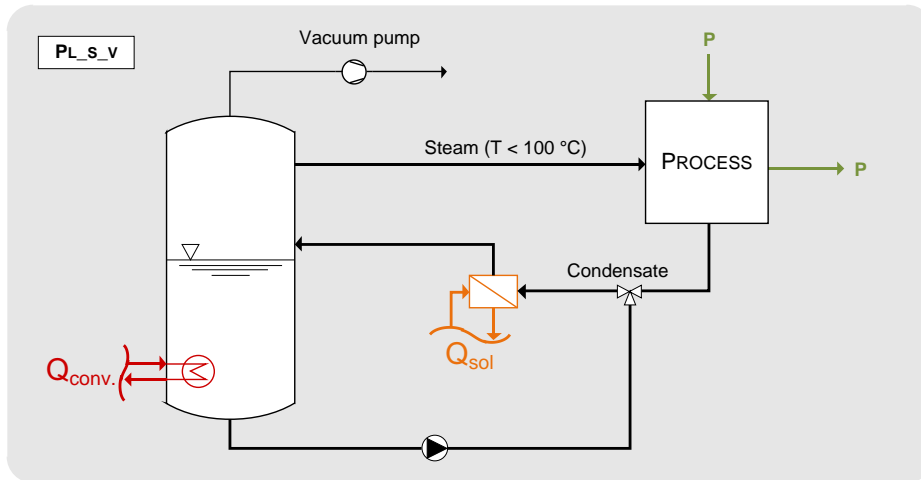 PL_S_V
Vacuum pump
P
Steam (T < 100 °C)
PROCESS
P
Condensate
Qsol
Qconv.